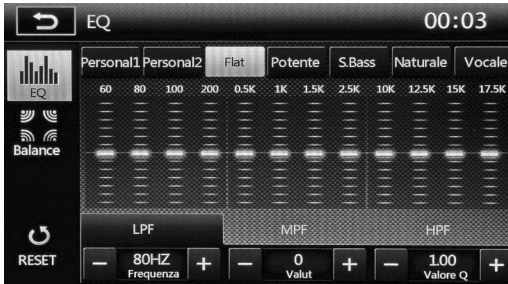 EQ 00:03
Personal1 Personal2 Flat Potente S.Bass Naturale Vocale
EQ
60 80 100 200 0.5K 1K 1.5K 2.5K 10K 12.5K 15K 17.5K
Balance
LPF MPF HPF
RESET
80HZ 0 1.00
Frequenza Valut Valore Q